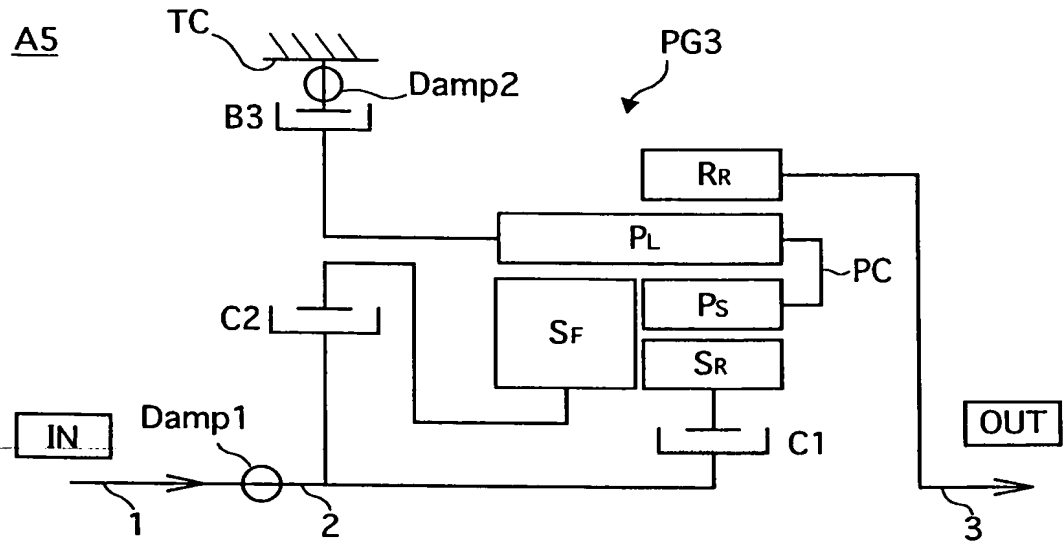 A5
TC
PG3
Damp2
B3
RR
PL
PC
C2
SF
PS
SR
Damp1
IN
C1
OUT
1
2
3